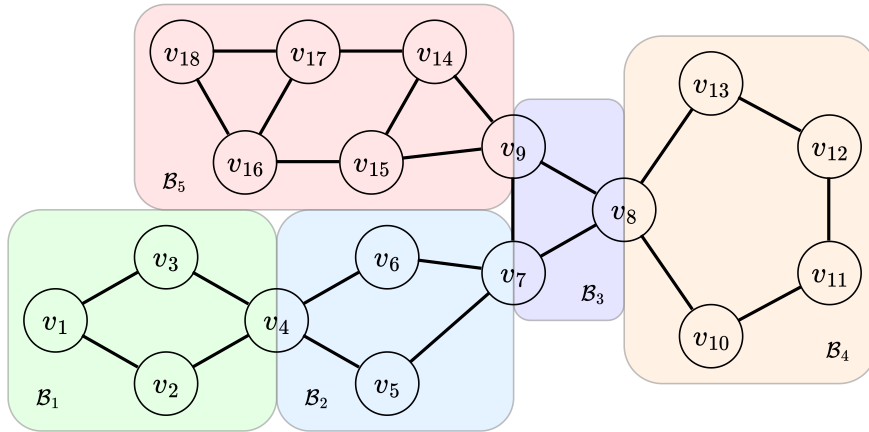 v₁₈ v₁₇ v₁₄
v₁₃
v₁₆ v₁₅ v₉ v₁₂
ℬ₅
v₈
v₃ v₆ v₇ v₁₁
ℬ₃
v₁ v₄ v₁₀
ℬ₄
v₂ v₅
ℬ₁ ℬ₂